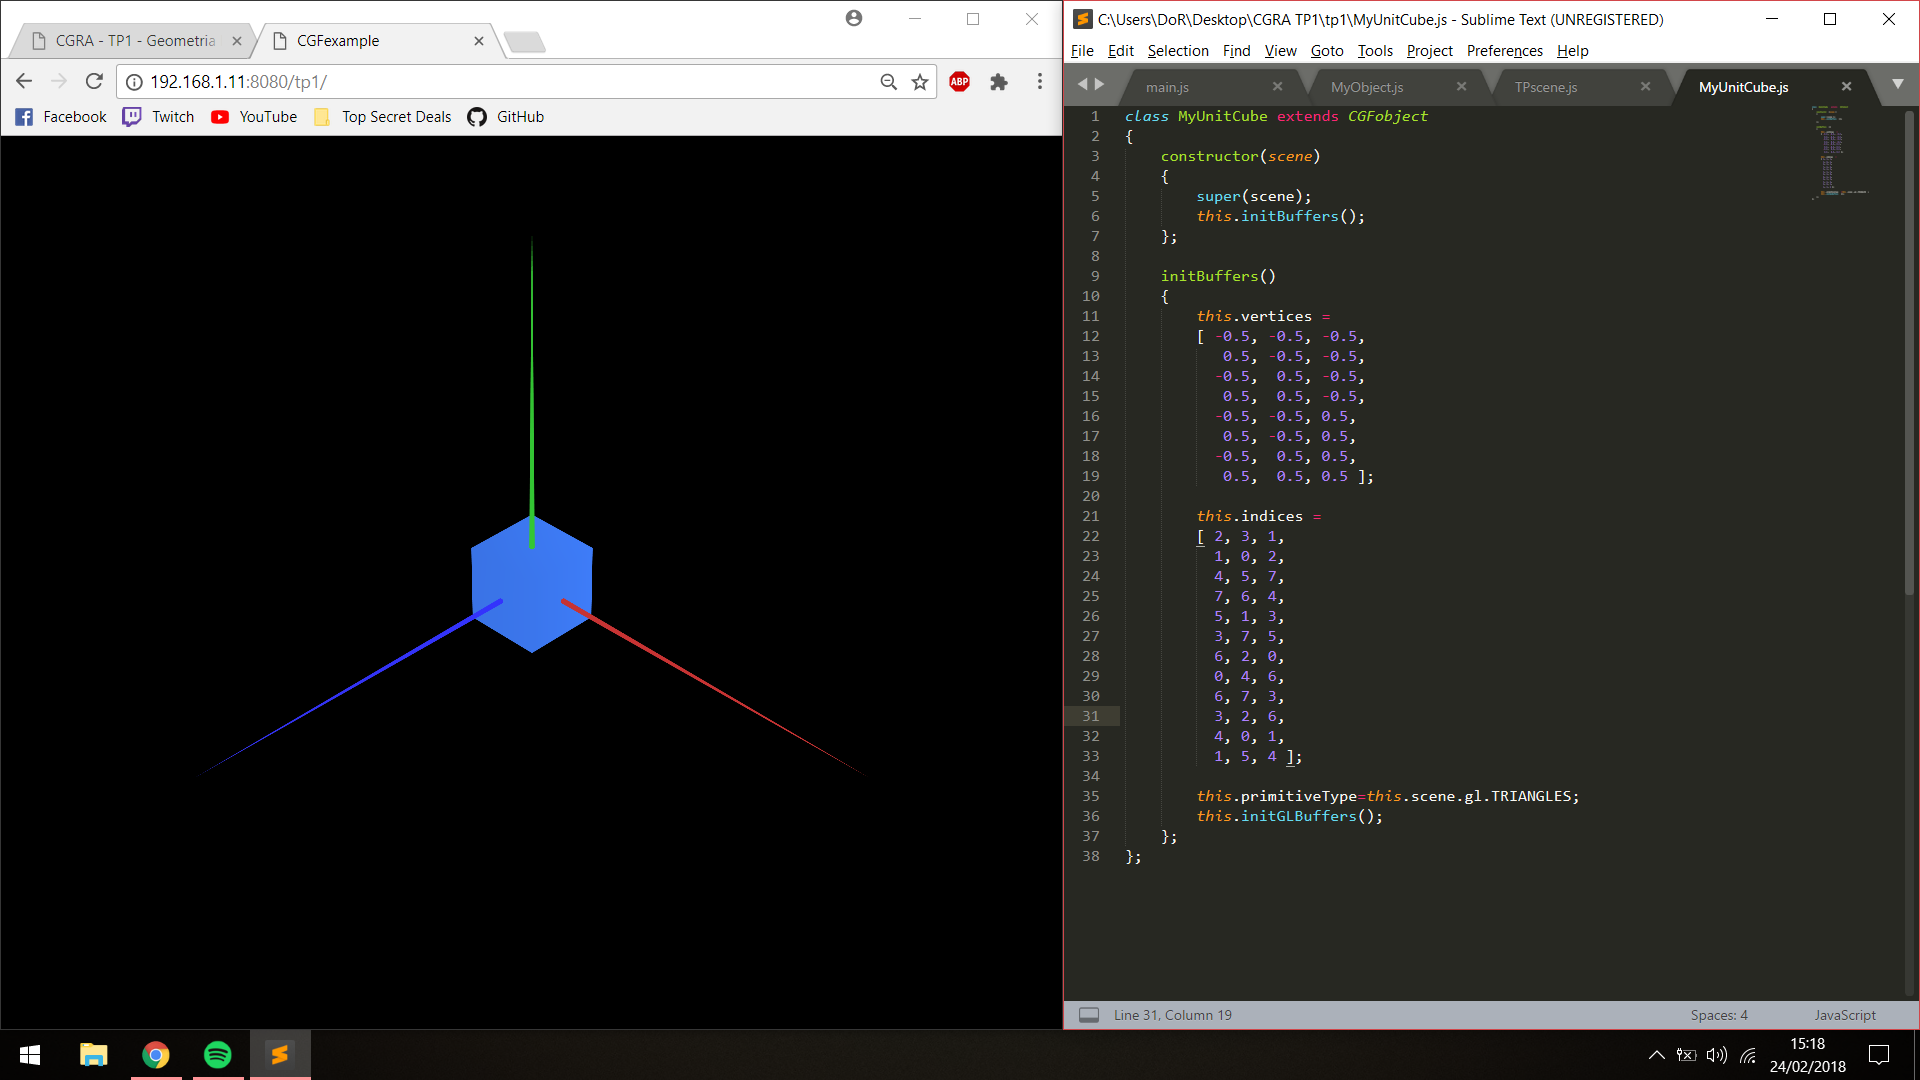 CGRA - TP1 - Geometria
CGFexample
192.168.1.11:8080/tp1/
ABP
Facebook
Twitch
YouTube
Top Secret Deals
GitHub
C:\Users\DoR\Desktop\CGRA TP1\tp1\MyUnitCube.js - Sublime Text (UNREGISTERED)
File Edit Selection Find View Goto Tools Project Preferences Help
main.js
MyObject.js
TPscene.js
MyUnitCube.js
1 class MyUnitCube extends CGFobject
2 {
3     constructor(scene)
4     {
5         super(scene);
6         this.initBuffers();
7     };
8
9     initBuffers()
10     {
11         this.vertices =
12         [ -0.5, -0.5, -0.5,
13            0.5, -0.5, -0.5,
14           -0.5,  0.5, -0.5,
15            0.5,  0.5, -0.5,
16           -0.5, -0.5, 0.5,
17            0.5, -0.5, 0.5,
18           -0.5,  0.5, 0.5,
19            0.5,  0.5, 0.5 ];
20
21         this.indices =
22         [ 2, 3, 1,
23           1, 0, 2,
24           4, 5, 7,
25           7, 6, 4,
26           5, 1, 3,
27           3, 7, 5,
28           6, 2, 0,
29           0, 4, 6,
30           6, 7, 3,
31           3, 2, 6,
32           4, 0, 1,
33           1, 5, 4 ];
34
35         this.primitiveType=this.scene.gl.TRIANGLES;
36         this.initGLBuffers();
37     };
38 };
Line 31, Column 19
Spaces: 4
JavaScript
15:18
24/02/2018